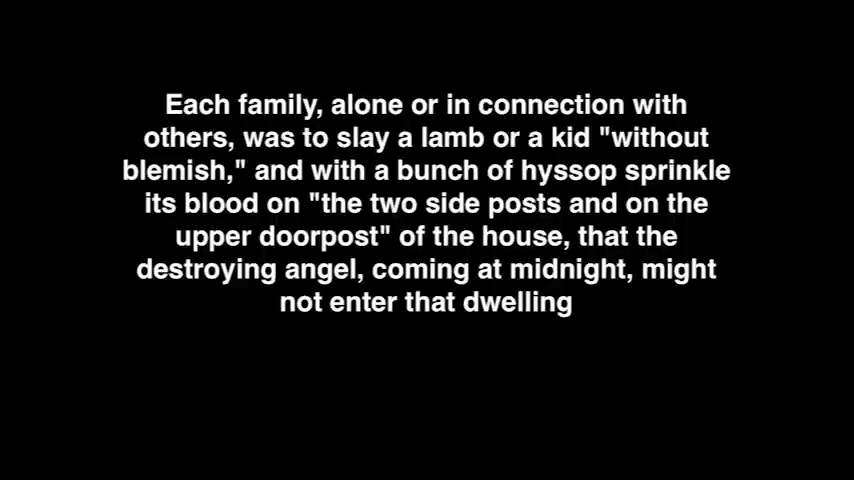 Each family, alone or in connection with
others, was to slay a lamb or a kid "without
blemish," and with a bunch of hyssop sprinkle
its blood on "the two side posts and on the
upper doorpost" of the house, that the
destroying angel, coming at midnight, might
not enter that dwelling